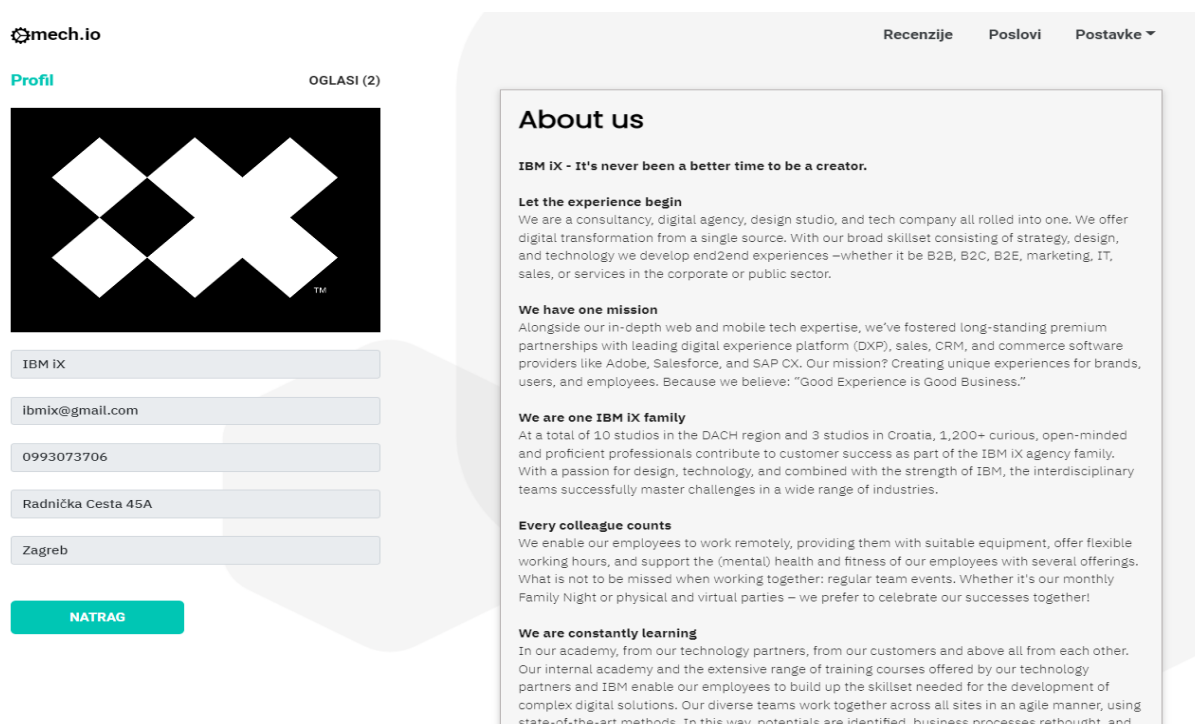 mech.io
Recenzije Poslovi Postavke
Profil
OGLASI (2)
TM
IBM iX
ibmix@gmail.com
0993073706
Radnička Cesta 45A
Zagreb
NATRAG
About us
IBM iX - It's never been a better time to be a creator.
Let the experience begin
We are a consultancy, digital agency, design studio, and tech company all rolled into one. We offer
digital transformation from a single source. With our broad skillset consisting of strategy, design,
and technology we develop end2end experiences –whether it be B2B, B2C, B2E, marketing, IT,
sales, or services in the corporate or public sector.
We have one mission
Alongside our in-depth web and mobile tech expertise, we've fostered long-standing premium
partnerships with leading digital experience platform (DXP), sales, CRM, and commerce software
providers like Adobe, Salesforce, and SAP CX. Our mission? Creating unique experiences for brands,
users, and employees. Because we believe: “Good Experience is Good Business.”
We are one IBM iX family
At a total of 10 studios in the DACH region and 3 studios in Croatia, 1,200+ curious, open-minded
and proficient professionals contribute to customer success as part of the IBM iX agency family.
With a passion for design, technology, and combined with the strength of IBM, the interdisciplinary
teams successfully master challenges in a wide range of industries.
Every colleague counts
We enable our employees to work remotely, providing them with suitable equipment, offer flexible
working hours, and support the (mental) health and fitness of our employees with several offerings.
What is not to be missed when working together: regular team events. Whether it's our monthly
Family Night or physical and virtual parties – we prefer to celebrate our successes together!
We are constantly learning
In our academy, from our technology partners, from our customers and above all from each other.
Our internal academy and the extensive range of training courses offered by our technology
partners and IBM enable our employees to build up the skillset needed for the development of
complex digital solutions. Our diverse teams work together across all sites in an agile manner, using
state-of-the-art methods. In this way, potentials are identified, business processes rethought, and